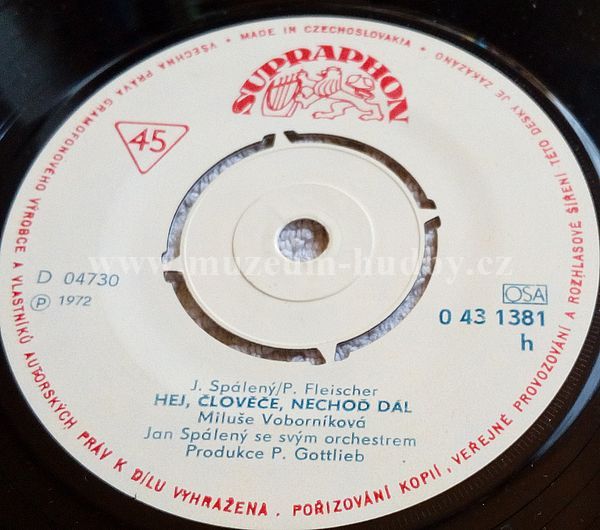 VŠECHNA PRÁVA GRAMOFONOVÉHO VÝROBCE A VLASTNÍKŮ AUTORSKÝCH PRÁV K DÍLU VYHRAŽENA. POŘIZOVÁNÍ KOPIÍ, VEŘEJNÉ PROVOZOVÁNÍ A ROZHLASOVÉ ŠÍŘENÍ TÉTO DESKY JE ZAKÁZÁNO • MADE IN CZECHOSLOVAKIA •
SUPRAPHON
45
www.muzeum-hudby.cz
D 04730
Ⓟ 1972
OSA
0 43 1381
h
J. Spálený/P. Fleischer
HEJ, ČLOVĚČE, NECHOĎ DÁL
Miluše Voborníková
Jan Spálený se svým orchestrem
Produkce P. Gottlieb